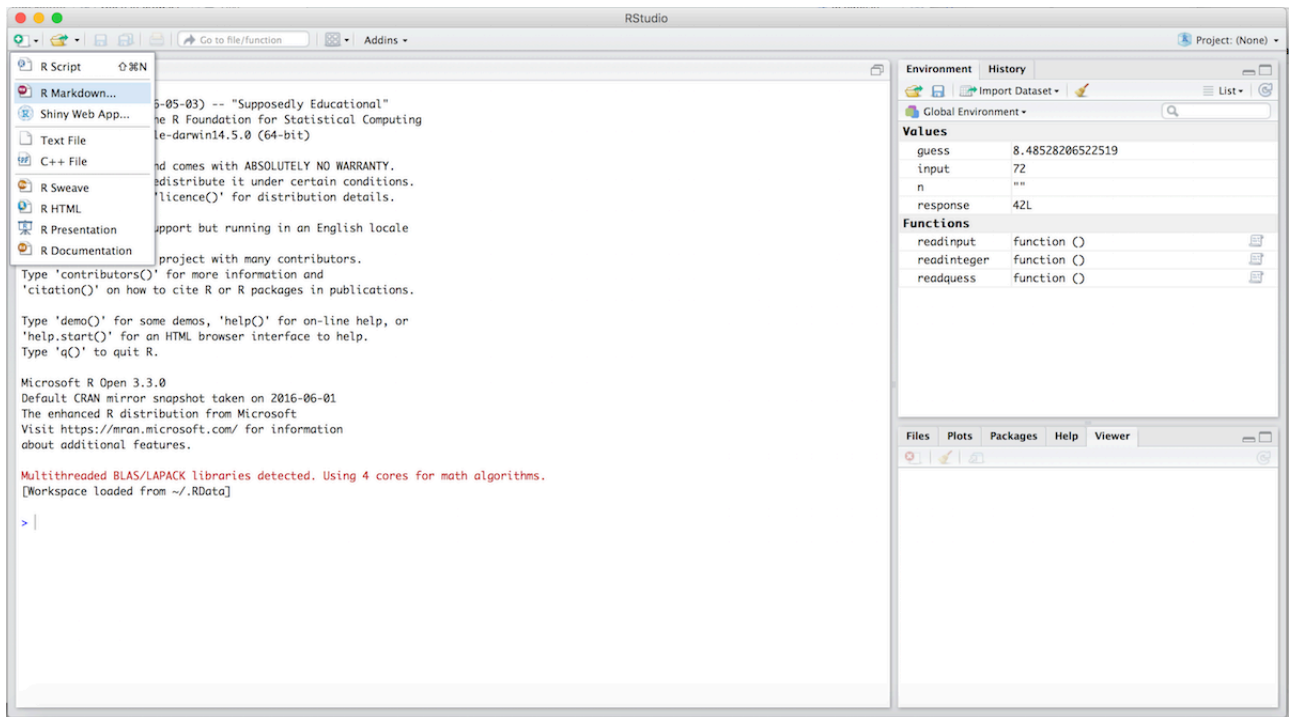 RStudio
Go to file/function
Addins
Project: (None)
R Script ⇧⌘N
R Markdown...
Shiny Web App...
Text File
C++ File
R Sweave
R HTML
R Presentation
R Documentation
5-05-03) -- "Supposedly Educational"
he R Foundation for Statistical Computing
le-darwin14.5.0 (64-bit)
nd comes with ABSOLUTELY NO WARRANTY.
edistribute it under certain conditions.
'licence()' for distribution details.
upport but running in an English locale
project with many contributors.
Type 'contributors()' for more information and
'citation()' on how to cite R or R packages in publications.
Type 'demo()' for some demos, 'help()' for on-line help, or
'help.start()' for an HTML browser interface to help.
Type 'q()' to quit R.
Microsoft R Open 3.3.0
Default CRAN mirror snapshot taken on 2016-06-01
The enhanced R distribution from Microsoft
Visit https://mran.microsoft.com/ for information
about additional features.
Multithreaded BLAS/LAPACK libraries detected. Using 4 cores for math algorithms.
[Workspace loaded from ~/.RData]
>
Environment History
Import Dataset List
Global Environment
Values
guess 8.48528206522519
input 72
n ""
response 42L
Functions
readinput function ()
readinteger function ()
readquess function ()
Files Plots Packages Help Viewer